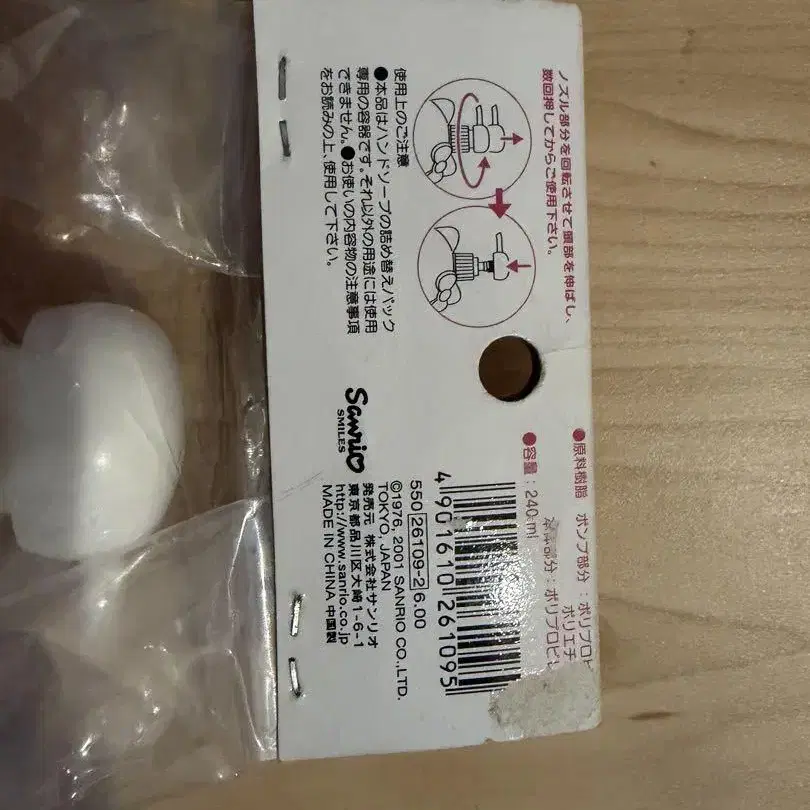 ノズル部分を回転させて頭部を伸ばし、
数回押してからご使用下さい。
使用上のご注意
●本品はハンドソープの詰め替えパック
専用の容器です。それ以外の用途には使用
できません。●お使いの内容物の注意事項
をお読みの上、使用して下さい。
●原料樹脂 ポンプ部分：ポリプロピ
ポリエチ
本体部分：ポリプロピ
●容量：240ml
4901610261095
Sanrio
SMILES
550 26109-2 6.00
©1976, 2001 SANRIO CO.,LTD.
TOKYO, JAPAN
発売元 株式会社サンリオ
東京都品川区大崎1-6-1
http://www.sanrio.co.jp
MADE IN CHINA 中国製